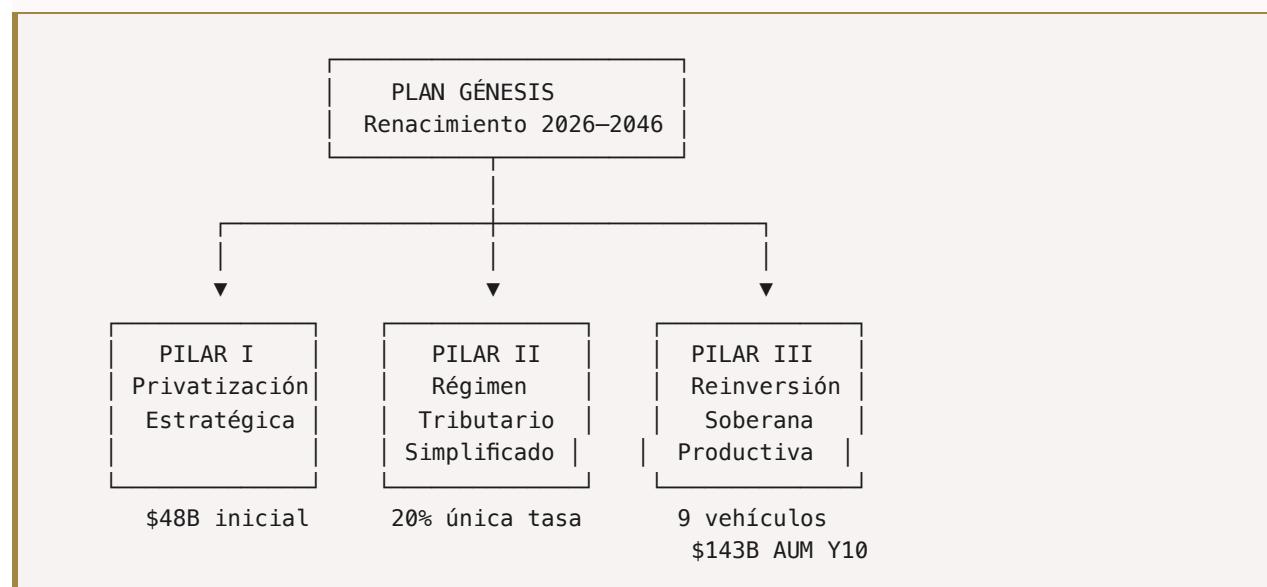 PLAN GÉNESIS
Renacimiento 2026–2046
PILAR I
Privatización
Estratégica
PILAR II
Régimen
Tributario
Simplificado
PILAR III
Reinversión
Soberana
Productiva
$48B inicial
20% única tasa
9 vehículos
$143B AUM Y10